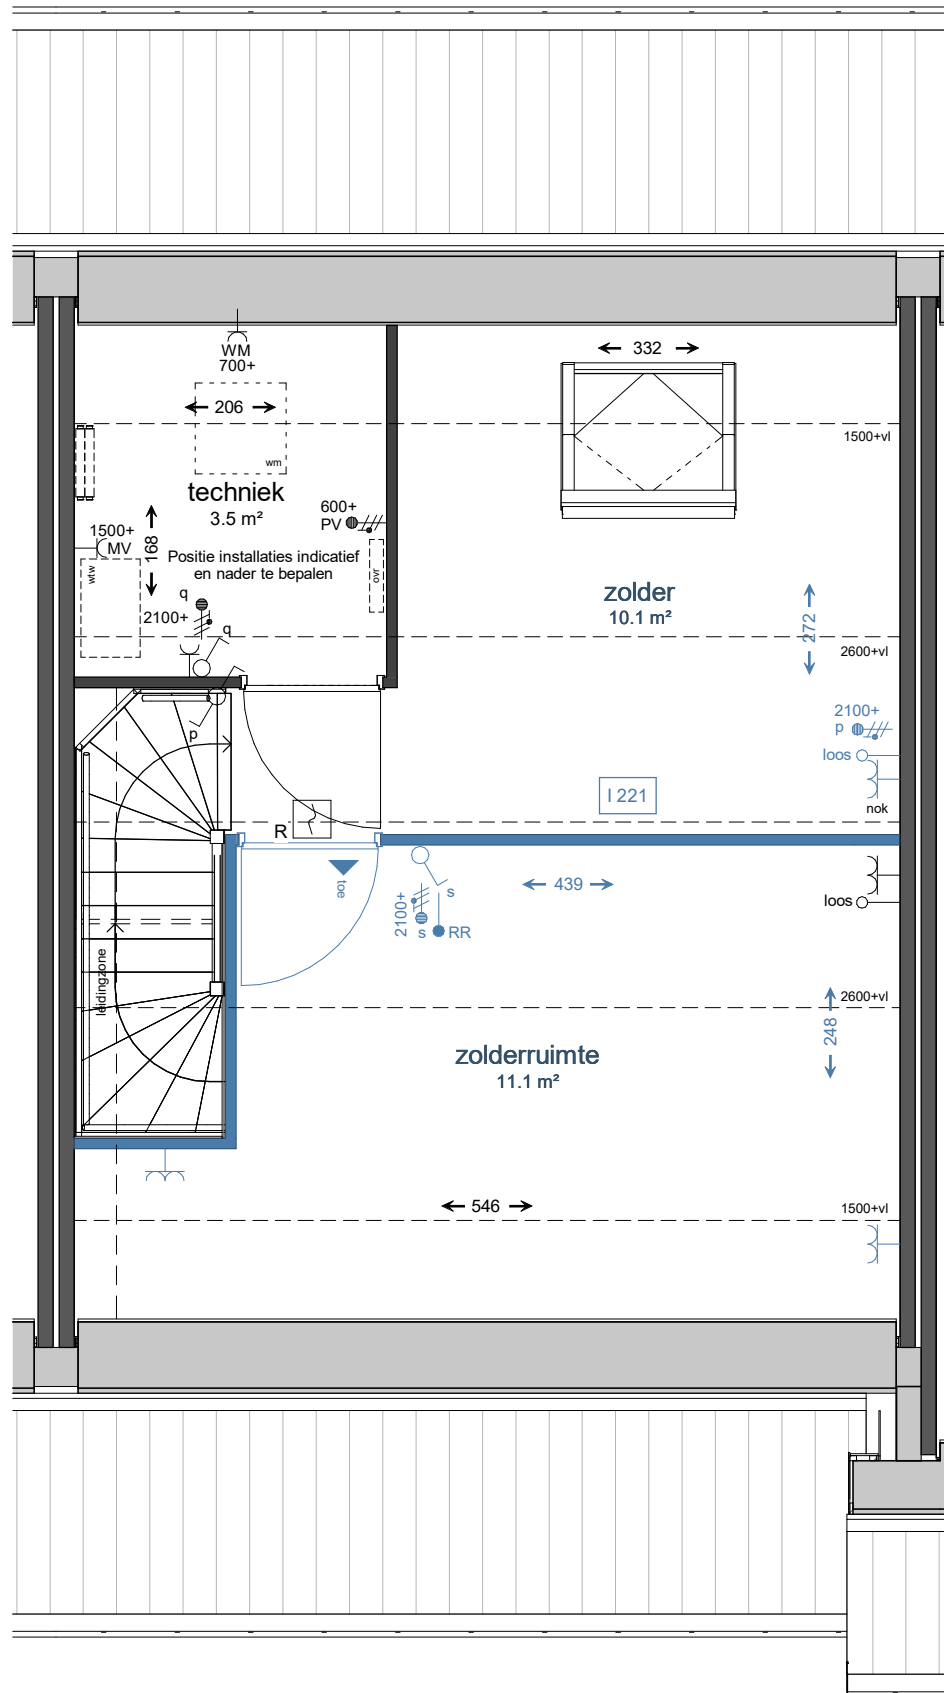 WM
700+
332
206
1500+vl
wm
techniek
3.5 m²
600+
PV
1500+
MV
168
Positie installaties indicatief
en nader te bepalen
wtw
ovr
zolder
10.1 m²
272
q
2100+
q
2600+vl
p
2100+
p
loos
I 221
nok
R
toe
439
s
2100+
s
RR
loos
leidingzone
2600+vl
248
zolderruimte
11.1 m²
546
1500+vl